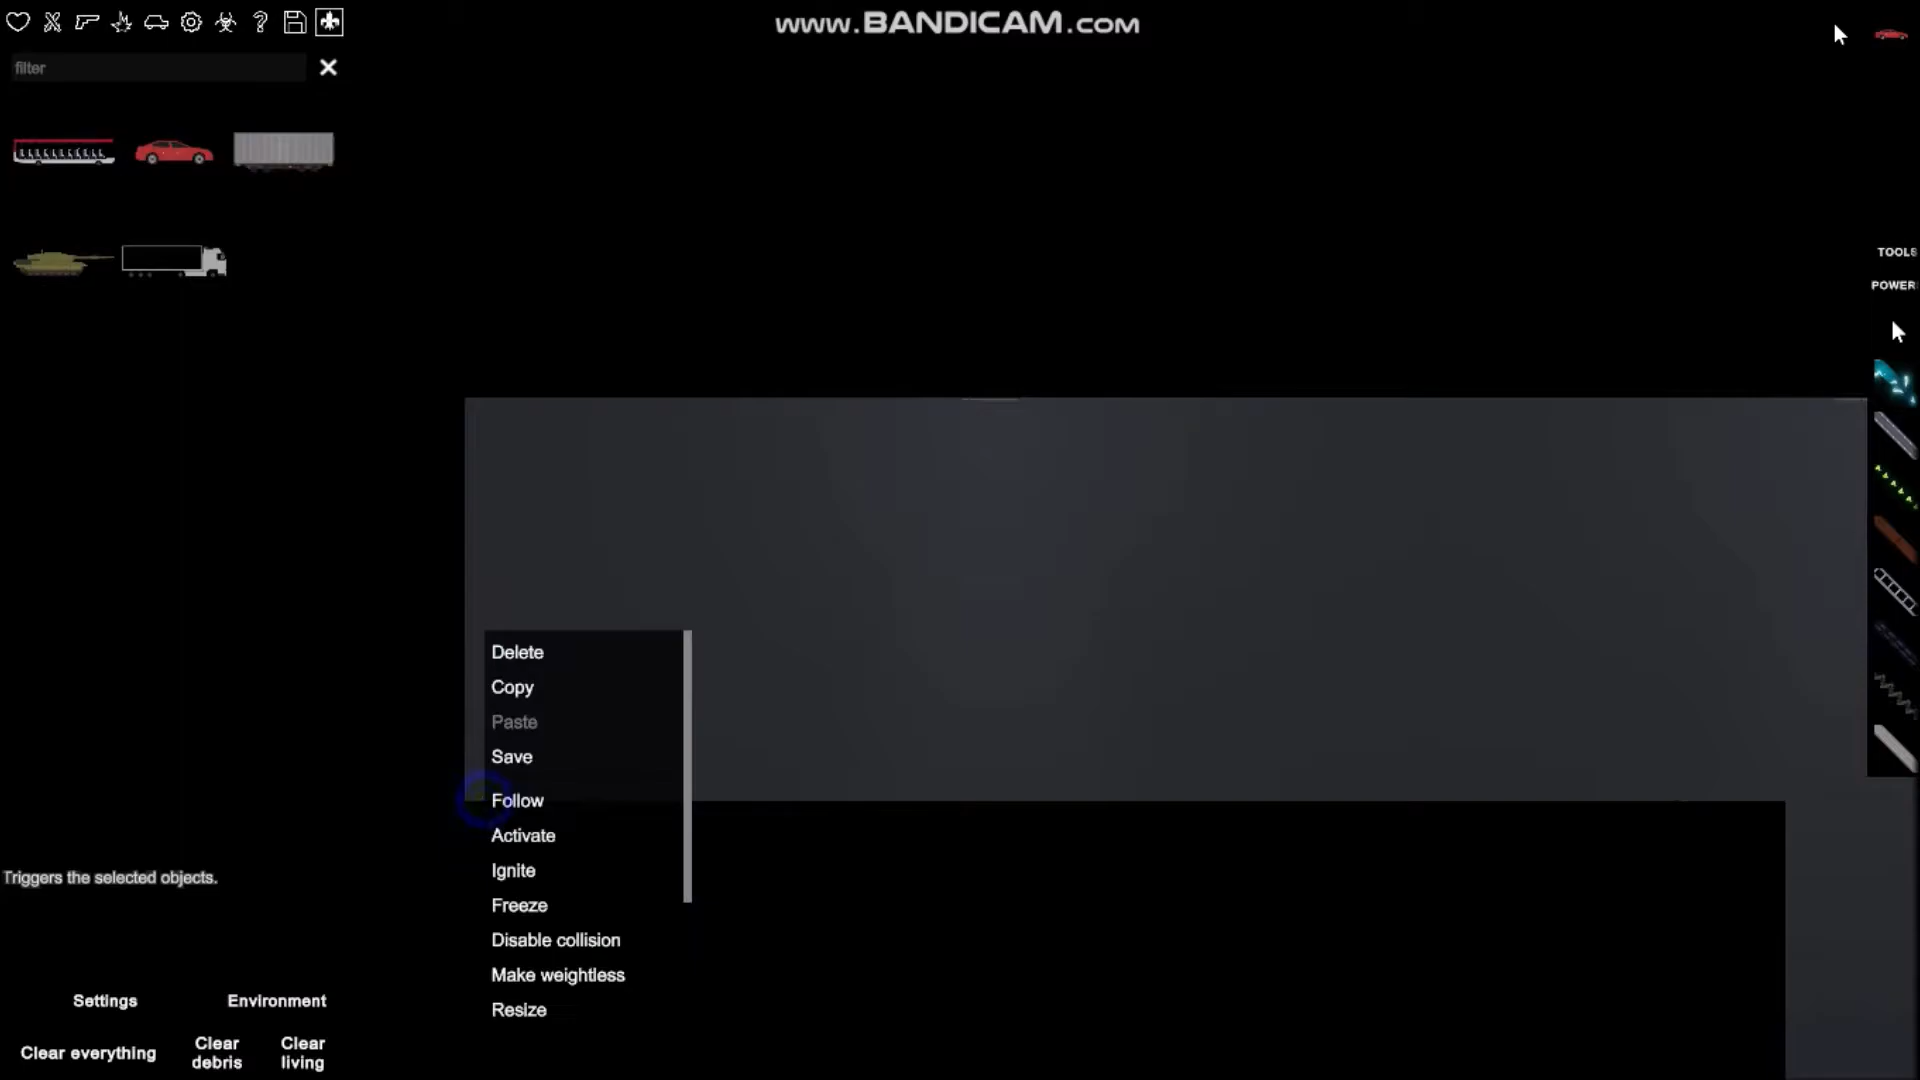 www.BANDICAM.com
filter
TOOLS
POWER
Delete
Copy
Paste
Save
Follow
Activate
Ignite
Freeze
Disable collision
Make weightless
Resize
Triggers the selected objects.
Settings
Environment
Clear everything
Clear
debris
Clear
living